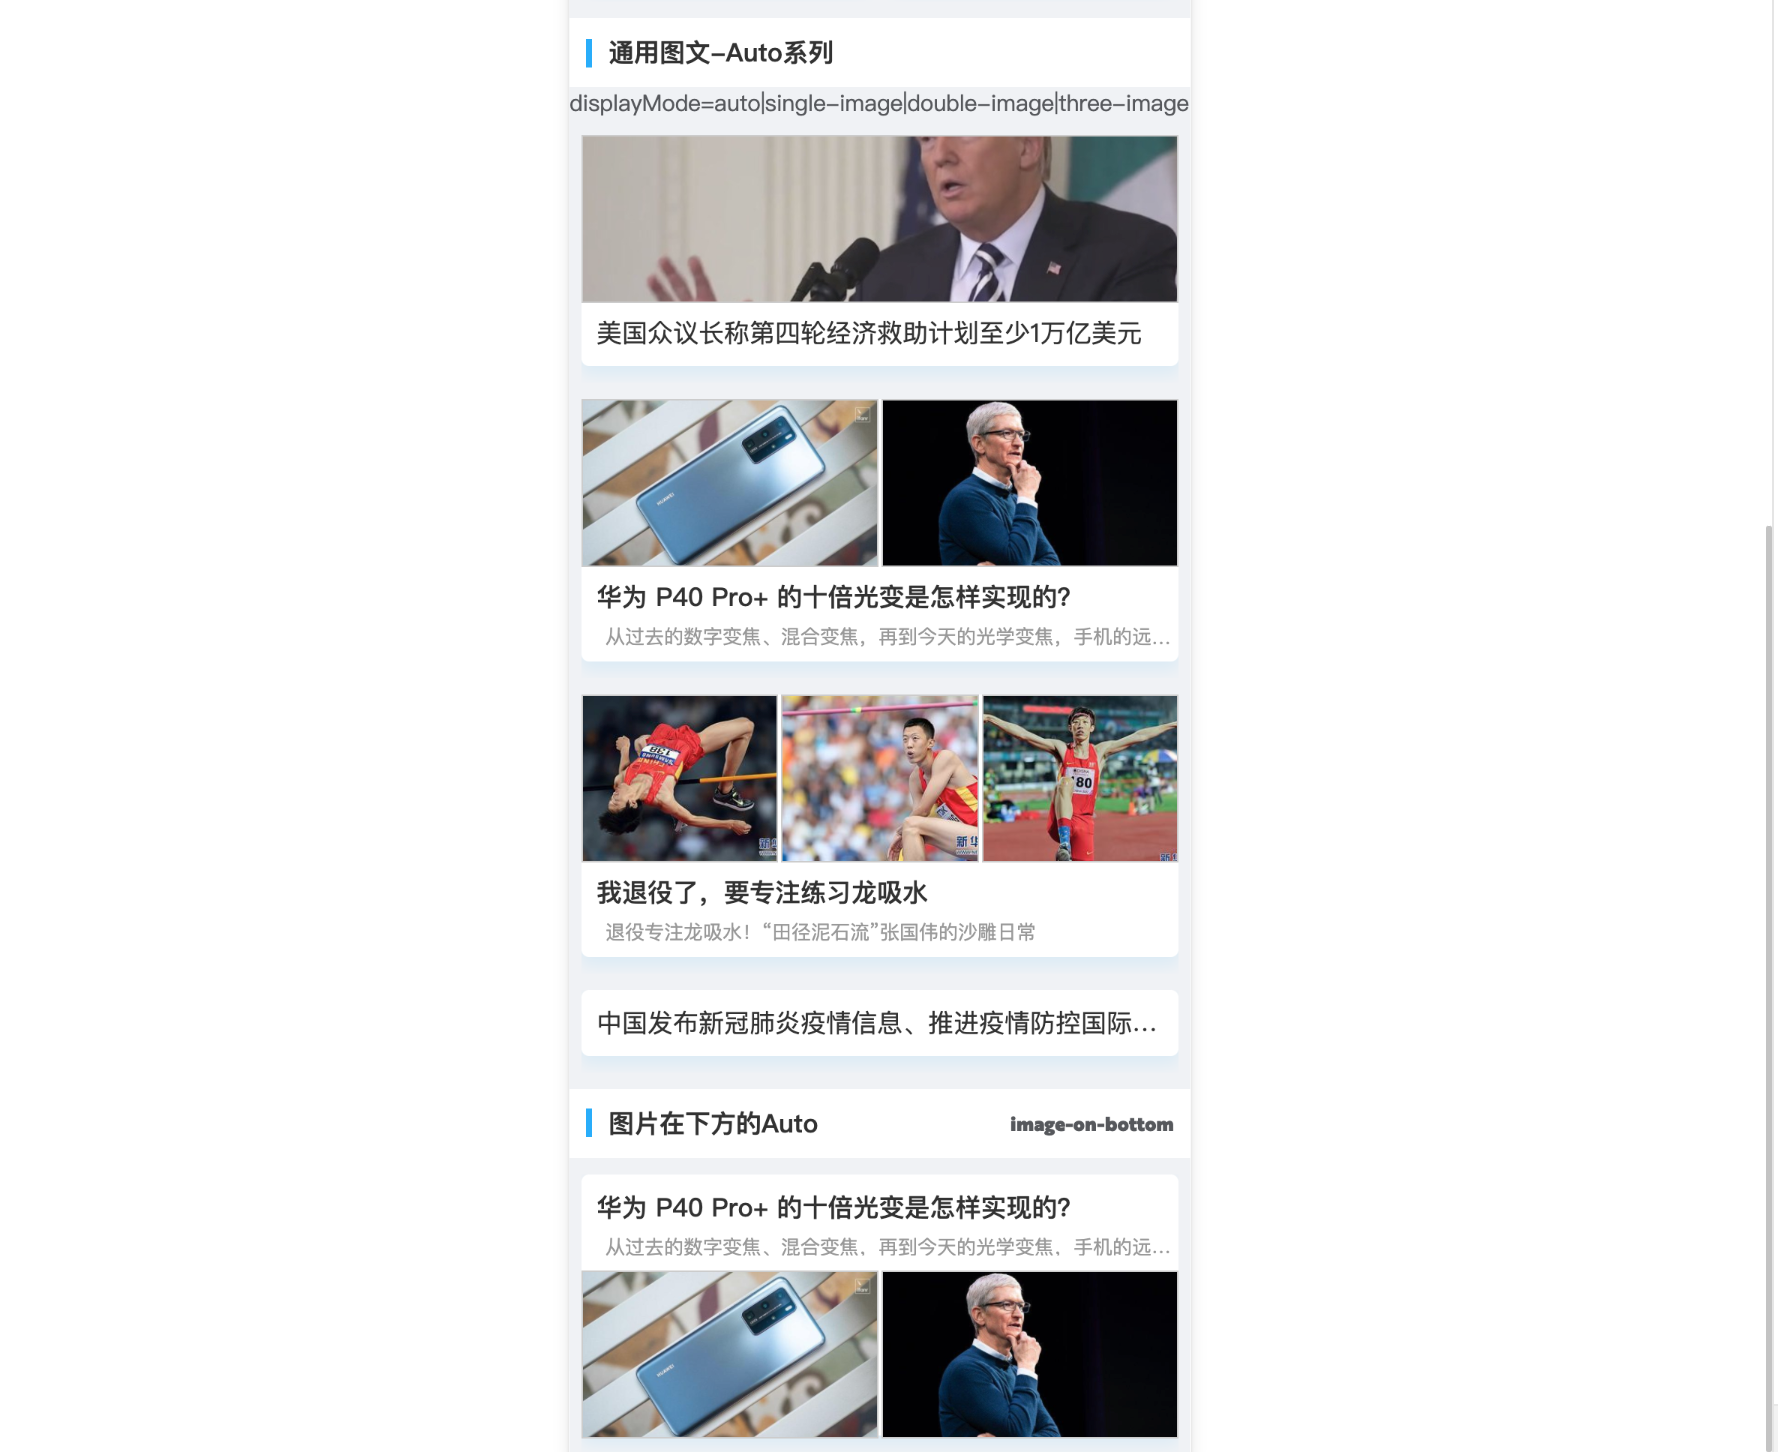 通用图文–Auto系列
displayMode=auto|single–image|double–image|three–image
美国众议长称第四轮经济救助计划至少1万亿美元
HUAWEI
华为 P40 Pro+ 的十倍光变是怎样实现的？
从过去的数字变焦、混合变焦，再到今天的光学变焦，手机的远...
我退役了，要专注练习龙吸水
退役专注龙吸水！“田径泥石流”张国伟的沙雕日常
中国发布新冠肺炎疫情信息、推进疫情防控国际...
图片在下方的Auto
image-on-bottom
华为 P40 Pro+ 的十倍光变是怎样实现的？
从过去的数字变焦、混合变焦，再到今天的光学变焦，手机的远...
HUAWEI